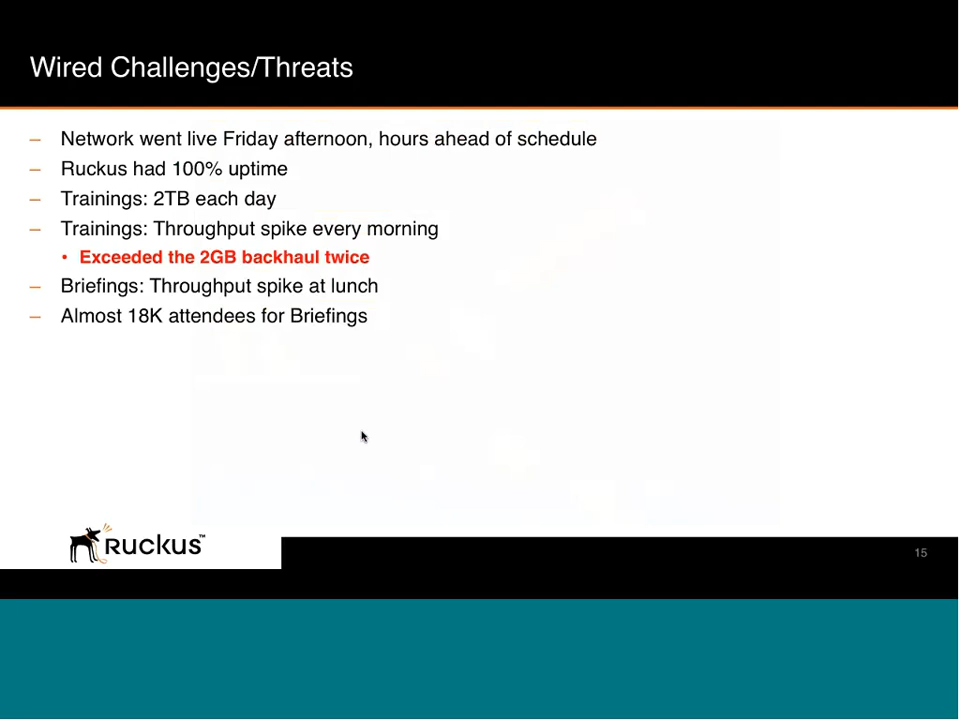 Wired Challenges/Threats
– Network went live Friday afternoon, hours ahead of schedule
– Ruckus had 100% uptime
– Trainings: 2TB each day
– Trainings: Throughput spike every morning
• Exceeded the 2GB backhaul twice
– Briefings: Throughput spike at lunch
– Almost 18K attendees for Briefings
Ruckus™
15